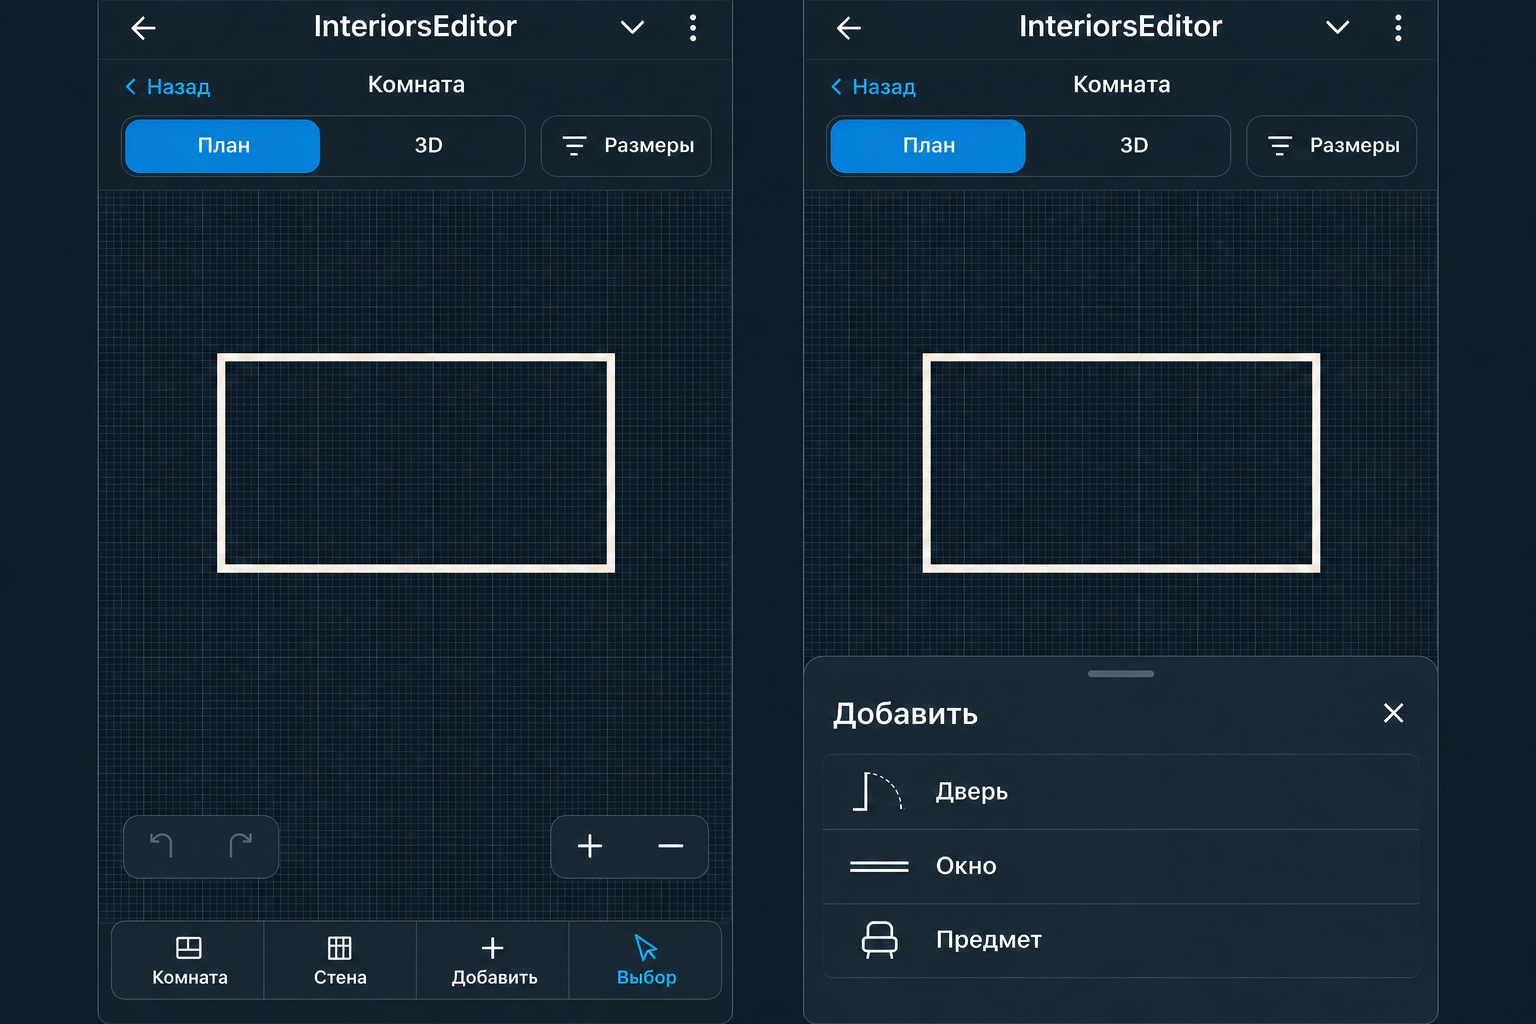 InteriorsEditor
Назад
Комната
План
3D
Размеры
Комната
Стена
Добавить
Выбор
InteriorsEditor
Назад
Комната
План
3D
Размеры
Добавить
Дверь
Окно
Предмет